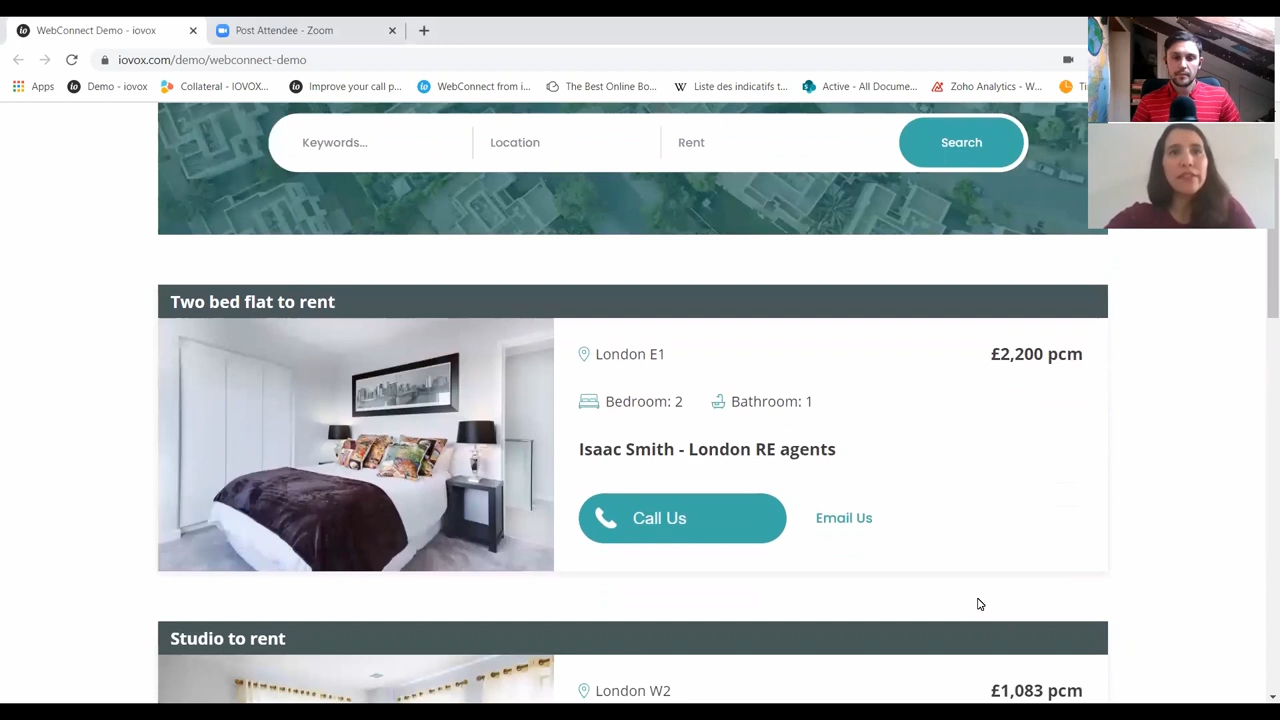 WebConnect Demo - iovox
Post Attendee - Zoom
iovox.com/demo/webconnect-demo
Apps
Demo - iovox
Collateral - IOVOX...
Improve your call p...
WebConnect from i...
The Best Online Bo...
Liste des indicatifs t...
Active - All Docume...
Zoho Analytics - W...
Keywords...
Location
Rent
Search
Two bed flat to rent
London E1
£2,200 pcm
Bedroom: 2
Bathroom: 1
Isaac Smith - London RE agents
Call Us
Email Us
Studio to rent
London W2
£1,083 pcm